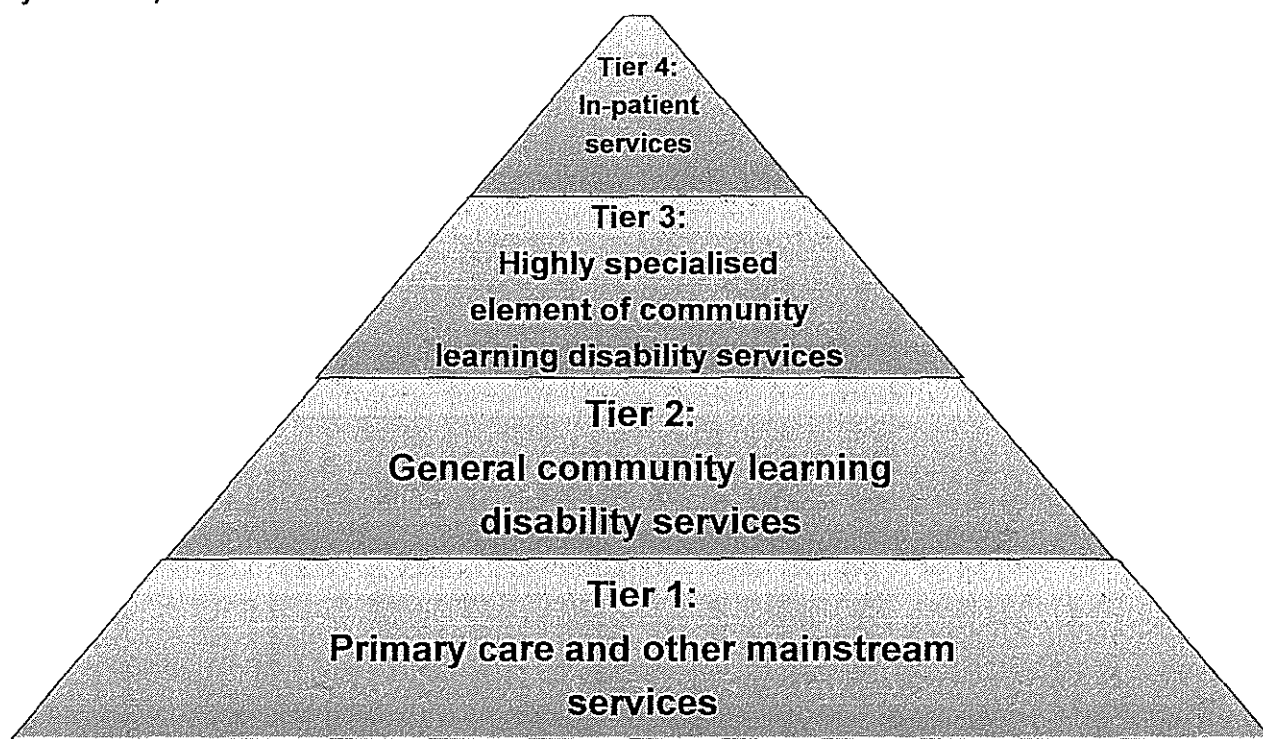 Tier 4:
In-patient
services
Tier 3:
Highly specialised
element of community
learning disability services
Tier 2:
General community learning
disability services
Tier 1:
Primary care and other mainstream
services